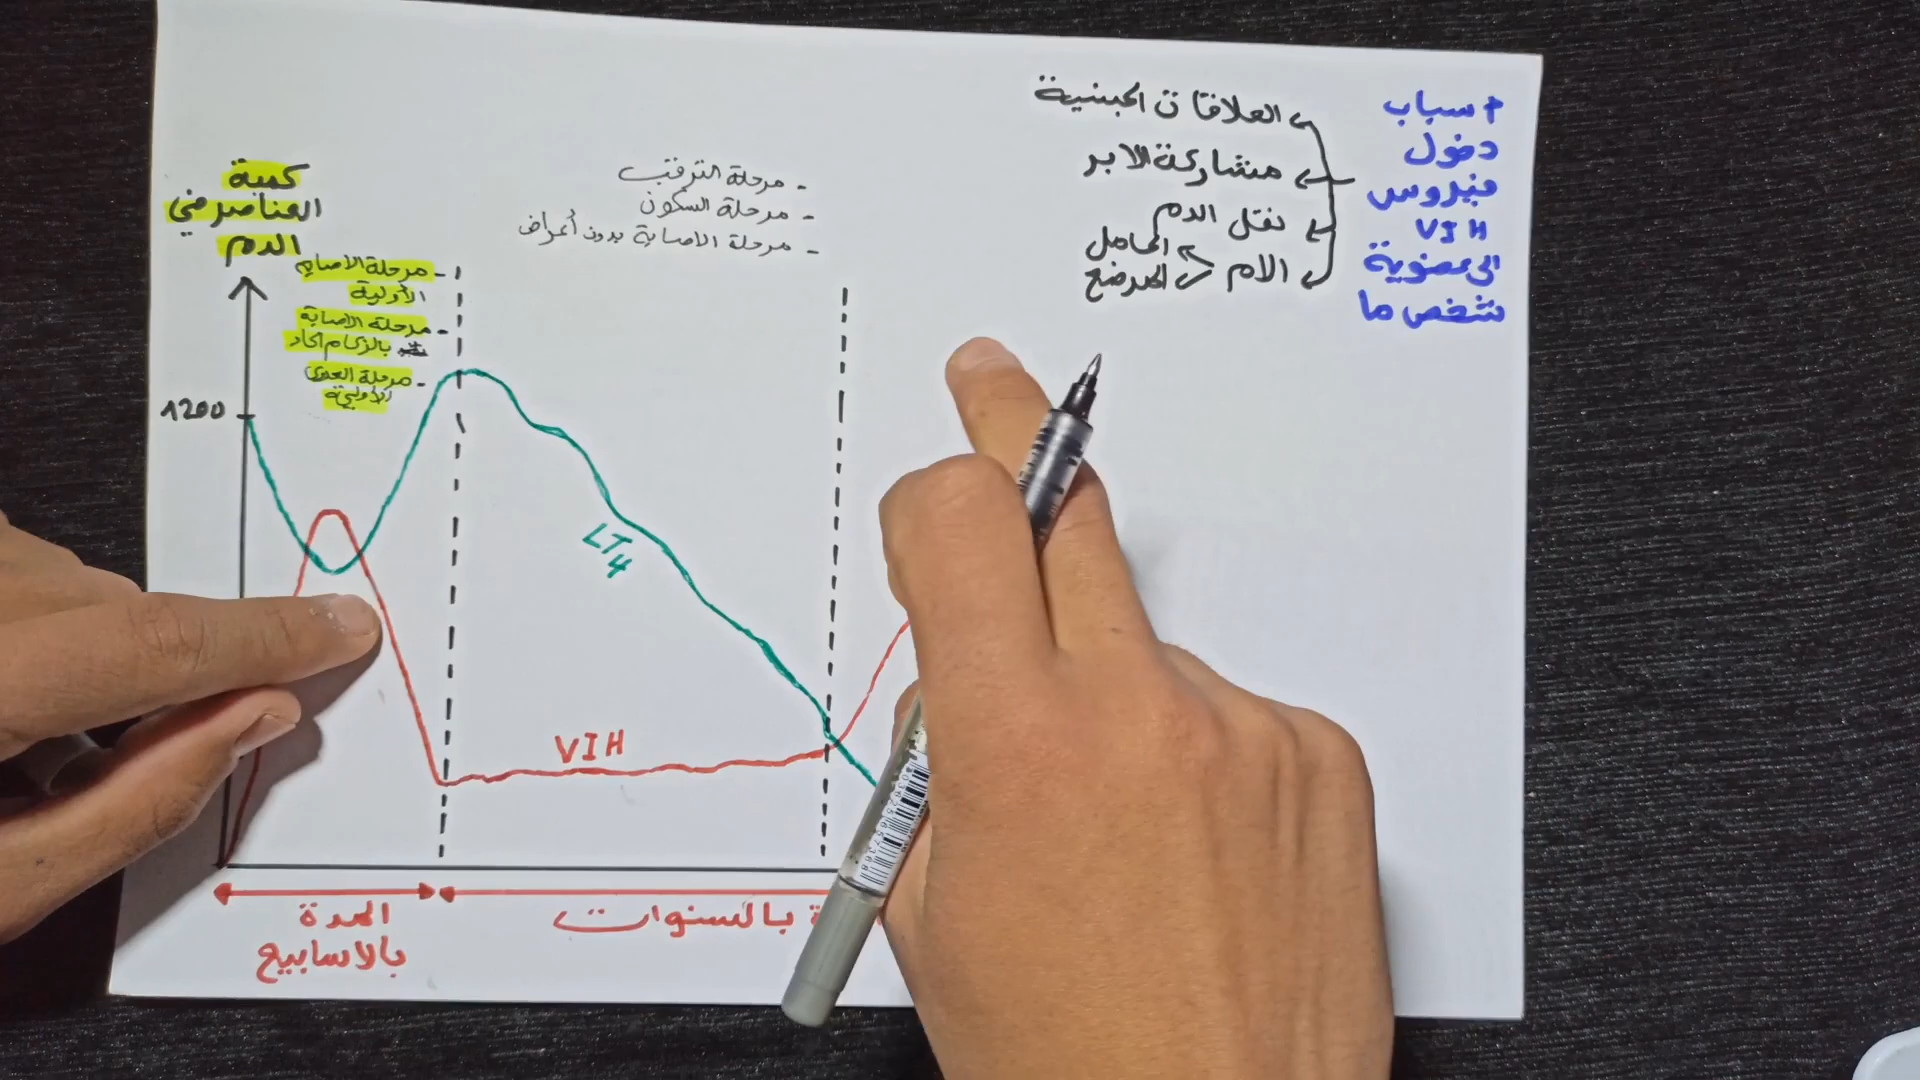 أسباب
دخول
فيروس
VIH
الى عضوية
شخص ما
العلاقات الجنسية
مشاركة الابر
نقل الدم
الام
الحامل
المرضع
- مرحلة الترقب
- مرحلة السكون
- مرحلة الاصابة بدون أعراض
كمية
العناصر في
الدم
- مرحلة الاصابة
الأولية
- مرحلة الاصابة
بالزكام الحاد
- مرحلة العدوى
الأولية
1200
LT4
VIH
المدة
بالاسابيع
ة بالسنوات